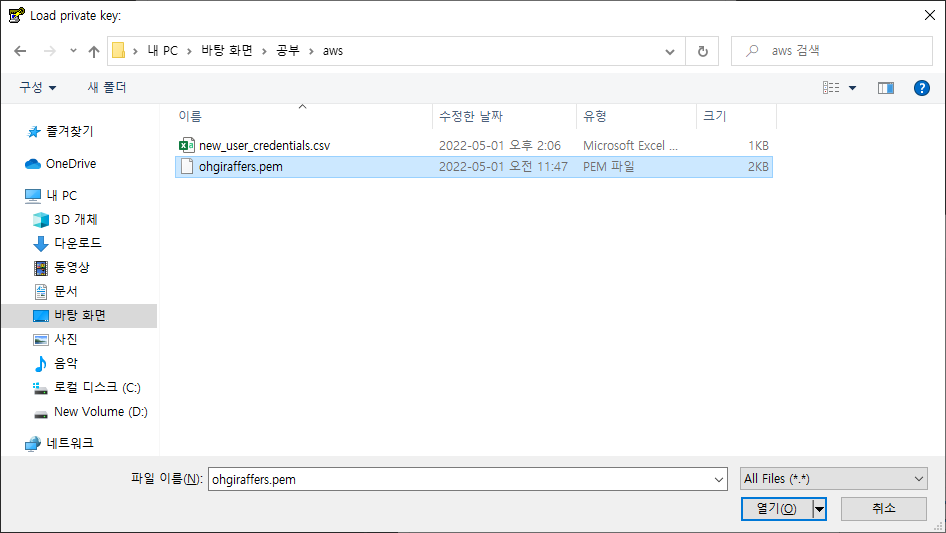 Load private key:
내 PC > 바탕 화면 > 공부 > aws
aws 검색
구성
새 폴더
이름 수정한 날짜 유형 크기
new_user_credentials.csv 2022-05-01 오후 2:06 Microsoft Excel ... 1KB
ohgiraffers.pem 2022-05-01 오전 11:47 PEM 파일 2KB
즐겨찾기
OneDrive
내 PC
3D 개체
다운로드
동영상
문서
바탕 화면
사진
음악
로컬 디스크 (C:)
New Volume (D:)
네트워크
파일 이름(N): ohgiraffers.pem
All Files (*.*)
열기(O)
취소